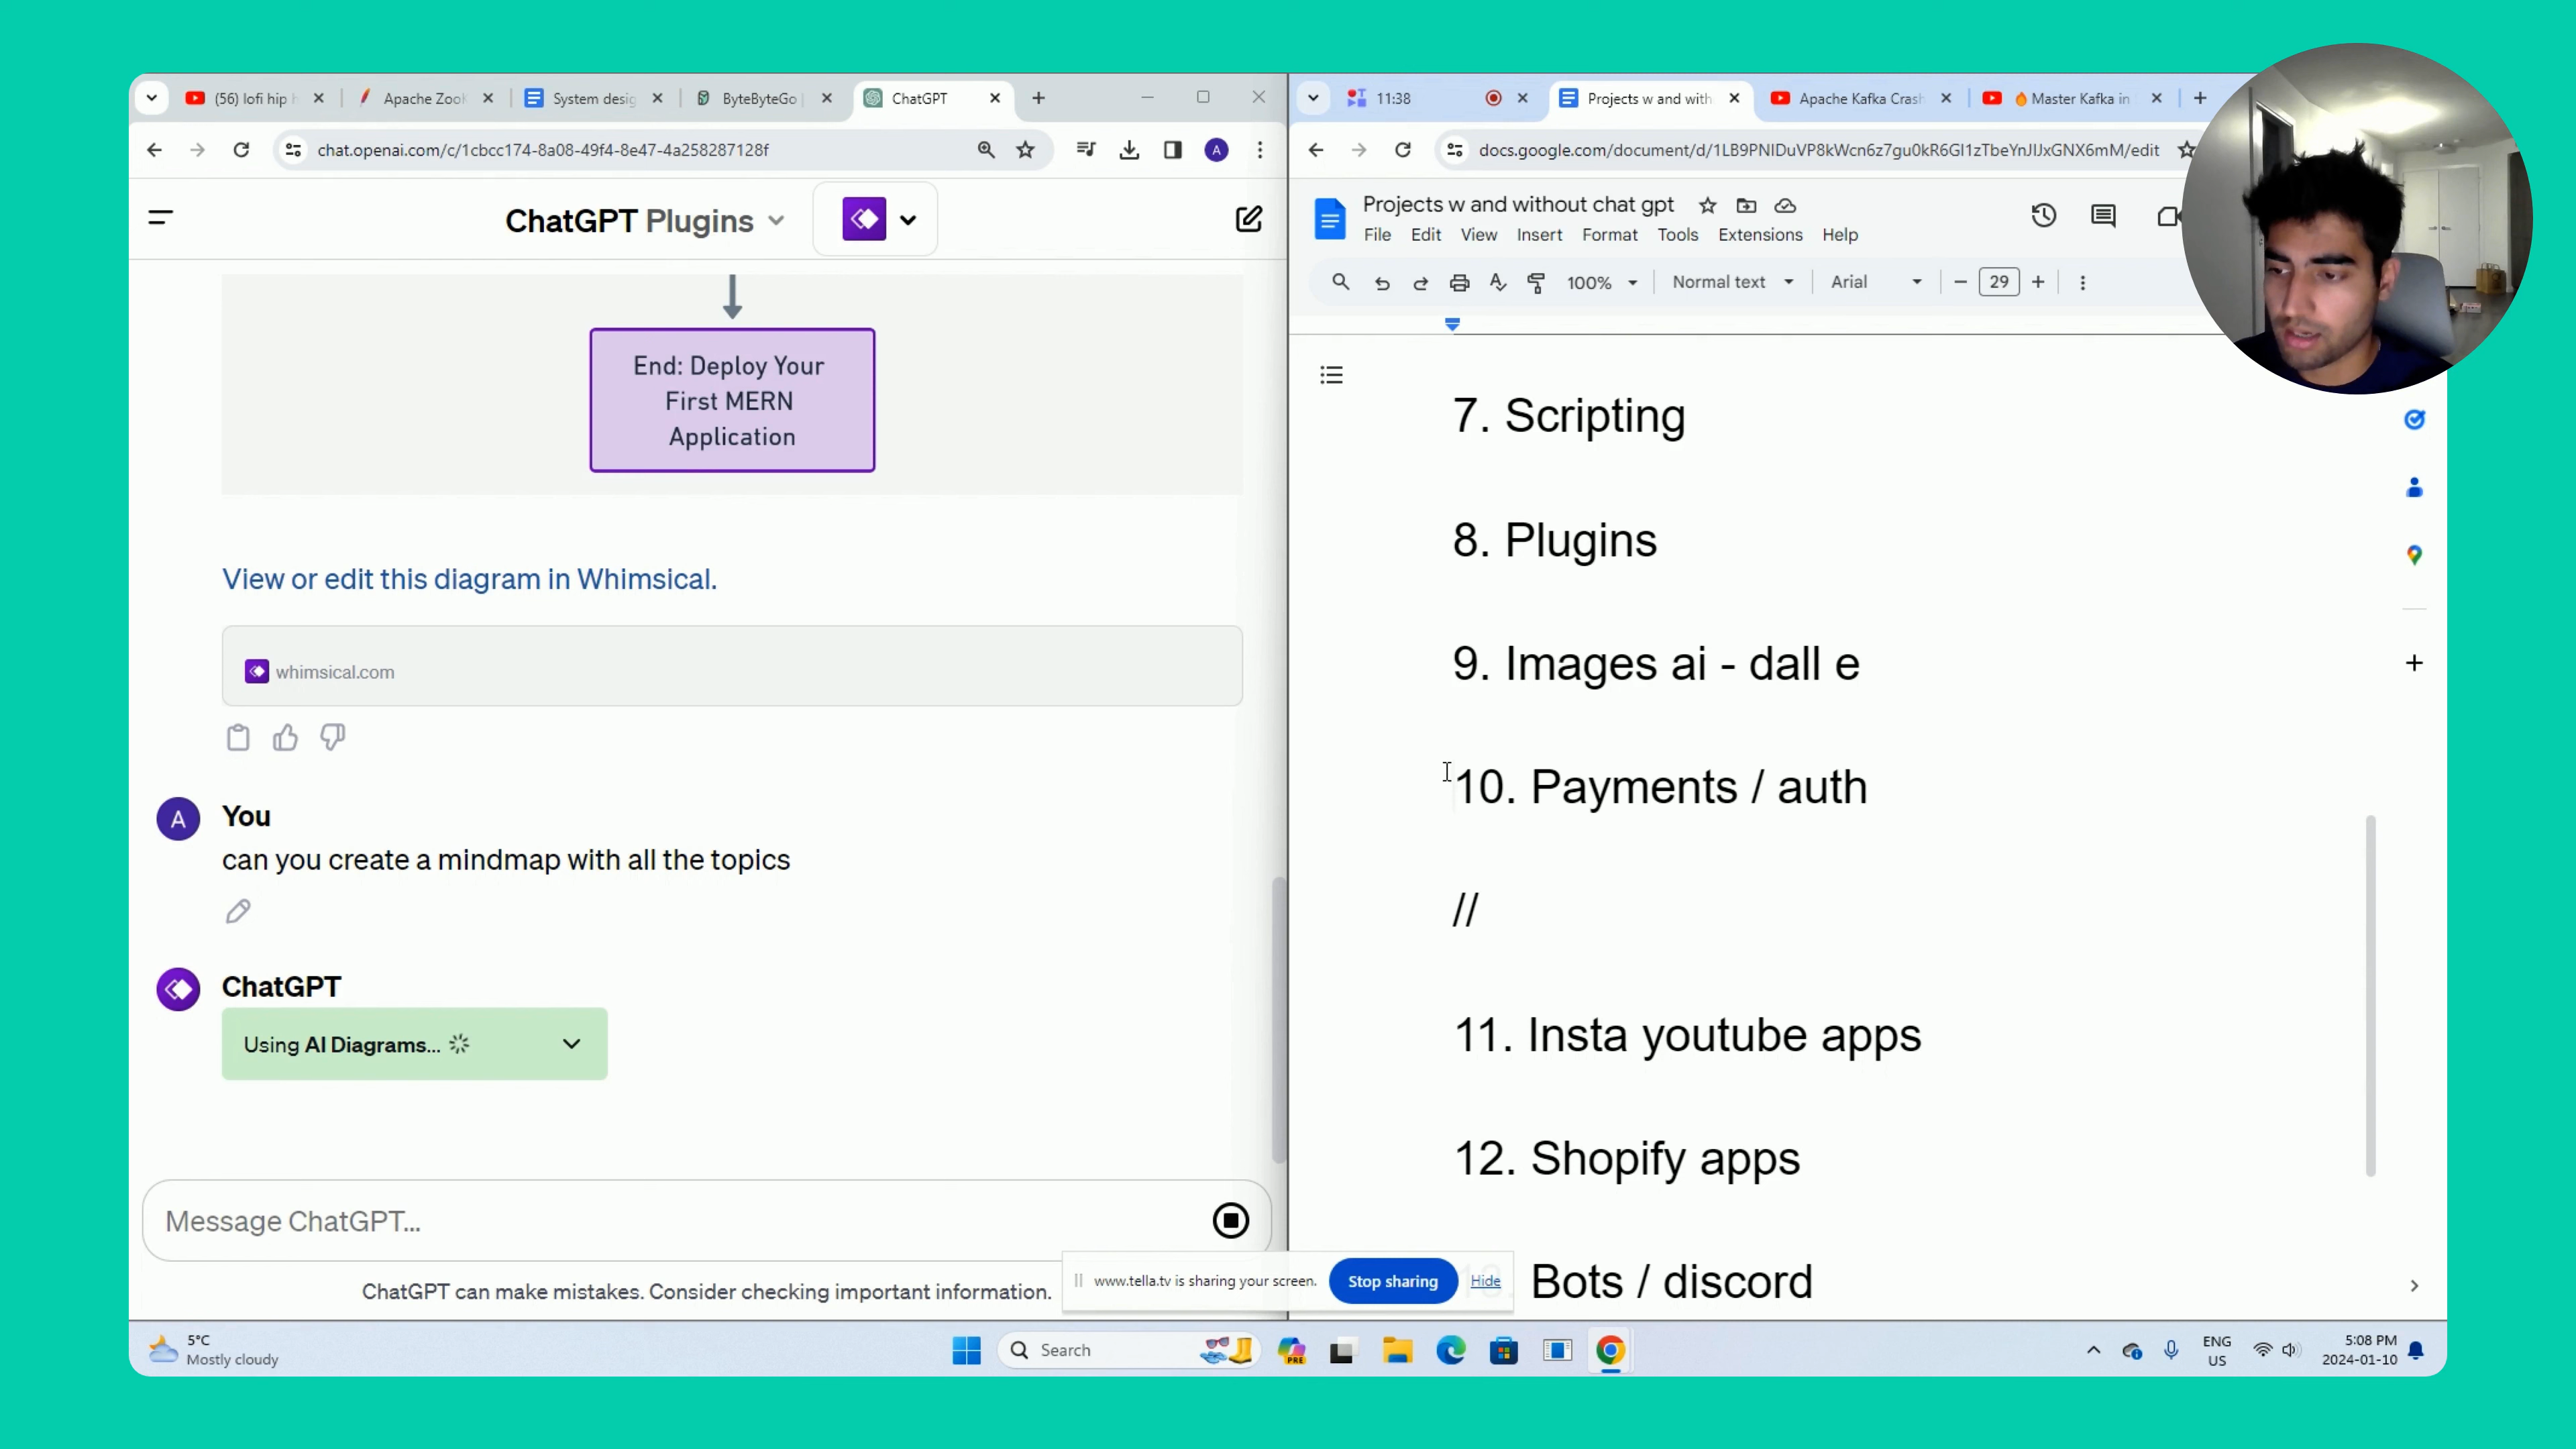 (56) lofi hip h
Apache Zook
System desig
ByteByteGo |
ChatGPT
chat.openai.com/c/1cbcc174-8a08-49f4-8e47-4a258287128f
A
ChatGPT Plugins
End: Deploy Your
First MERN
Application
View or edit this diagram in Whimsical.
whimsical.com
A
You
can you create a mindmap with all the topics
ChatGPT
Using AI Diagrams...
Message ChatGPT...
ChatGPT can make mistakes. Consider checking important information.
11:38
Projects w and with
Apache Kafka Crash
Master Kafka in
docs.google.com/document/d/1LB9PNIDuVP8kWcn6z7gu0kR6GI1zTbeYnJIJxGNX6mM/edit
Projects w and without chat gpt
File Edit View Insert Format Tools Extensions Help
100% Normal text Arial 29
7. Scripting
8. Plugins
9. Images ai - dall e
10. Payments / auth
//
11. Insta youtube apps
12. Shopify apps
Bots / discord
www.tella.tv is sharing your screen. Stop sharing Hide
5°C
Mostly cloudy
Search
PRE
ENG
US
5:08 PM
2024-01-10